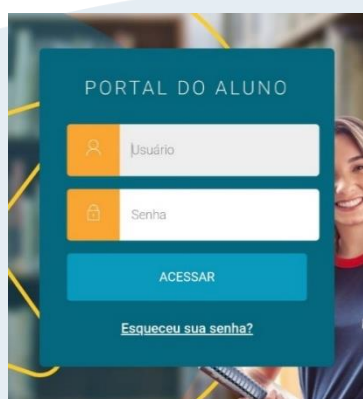 PORTAL DO ALUNO
Usuário
Senha
ACESSAR
Esqueceu sua senha?